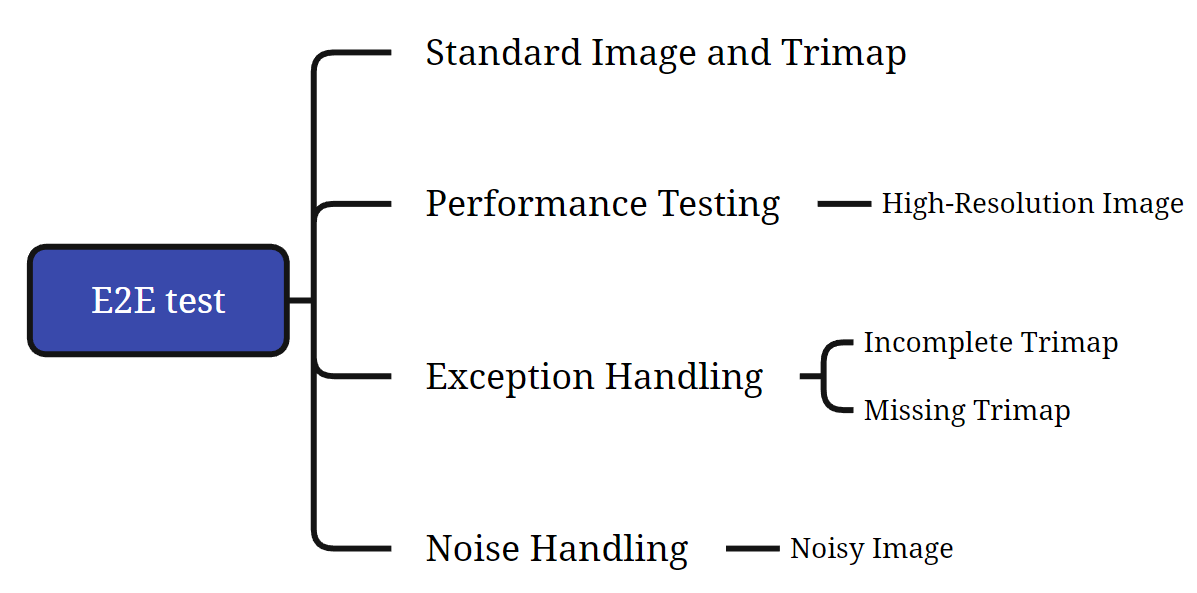 E2E test
Standard Image and Trimap
Performance Testing
High-Resolution Image
Exception Handling
Incomplete Trimap
Missing Trimap
Noise Handling
Noisy Image